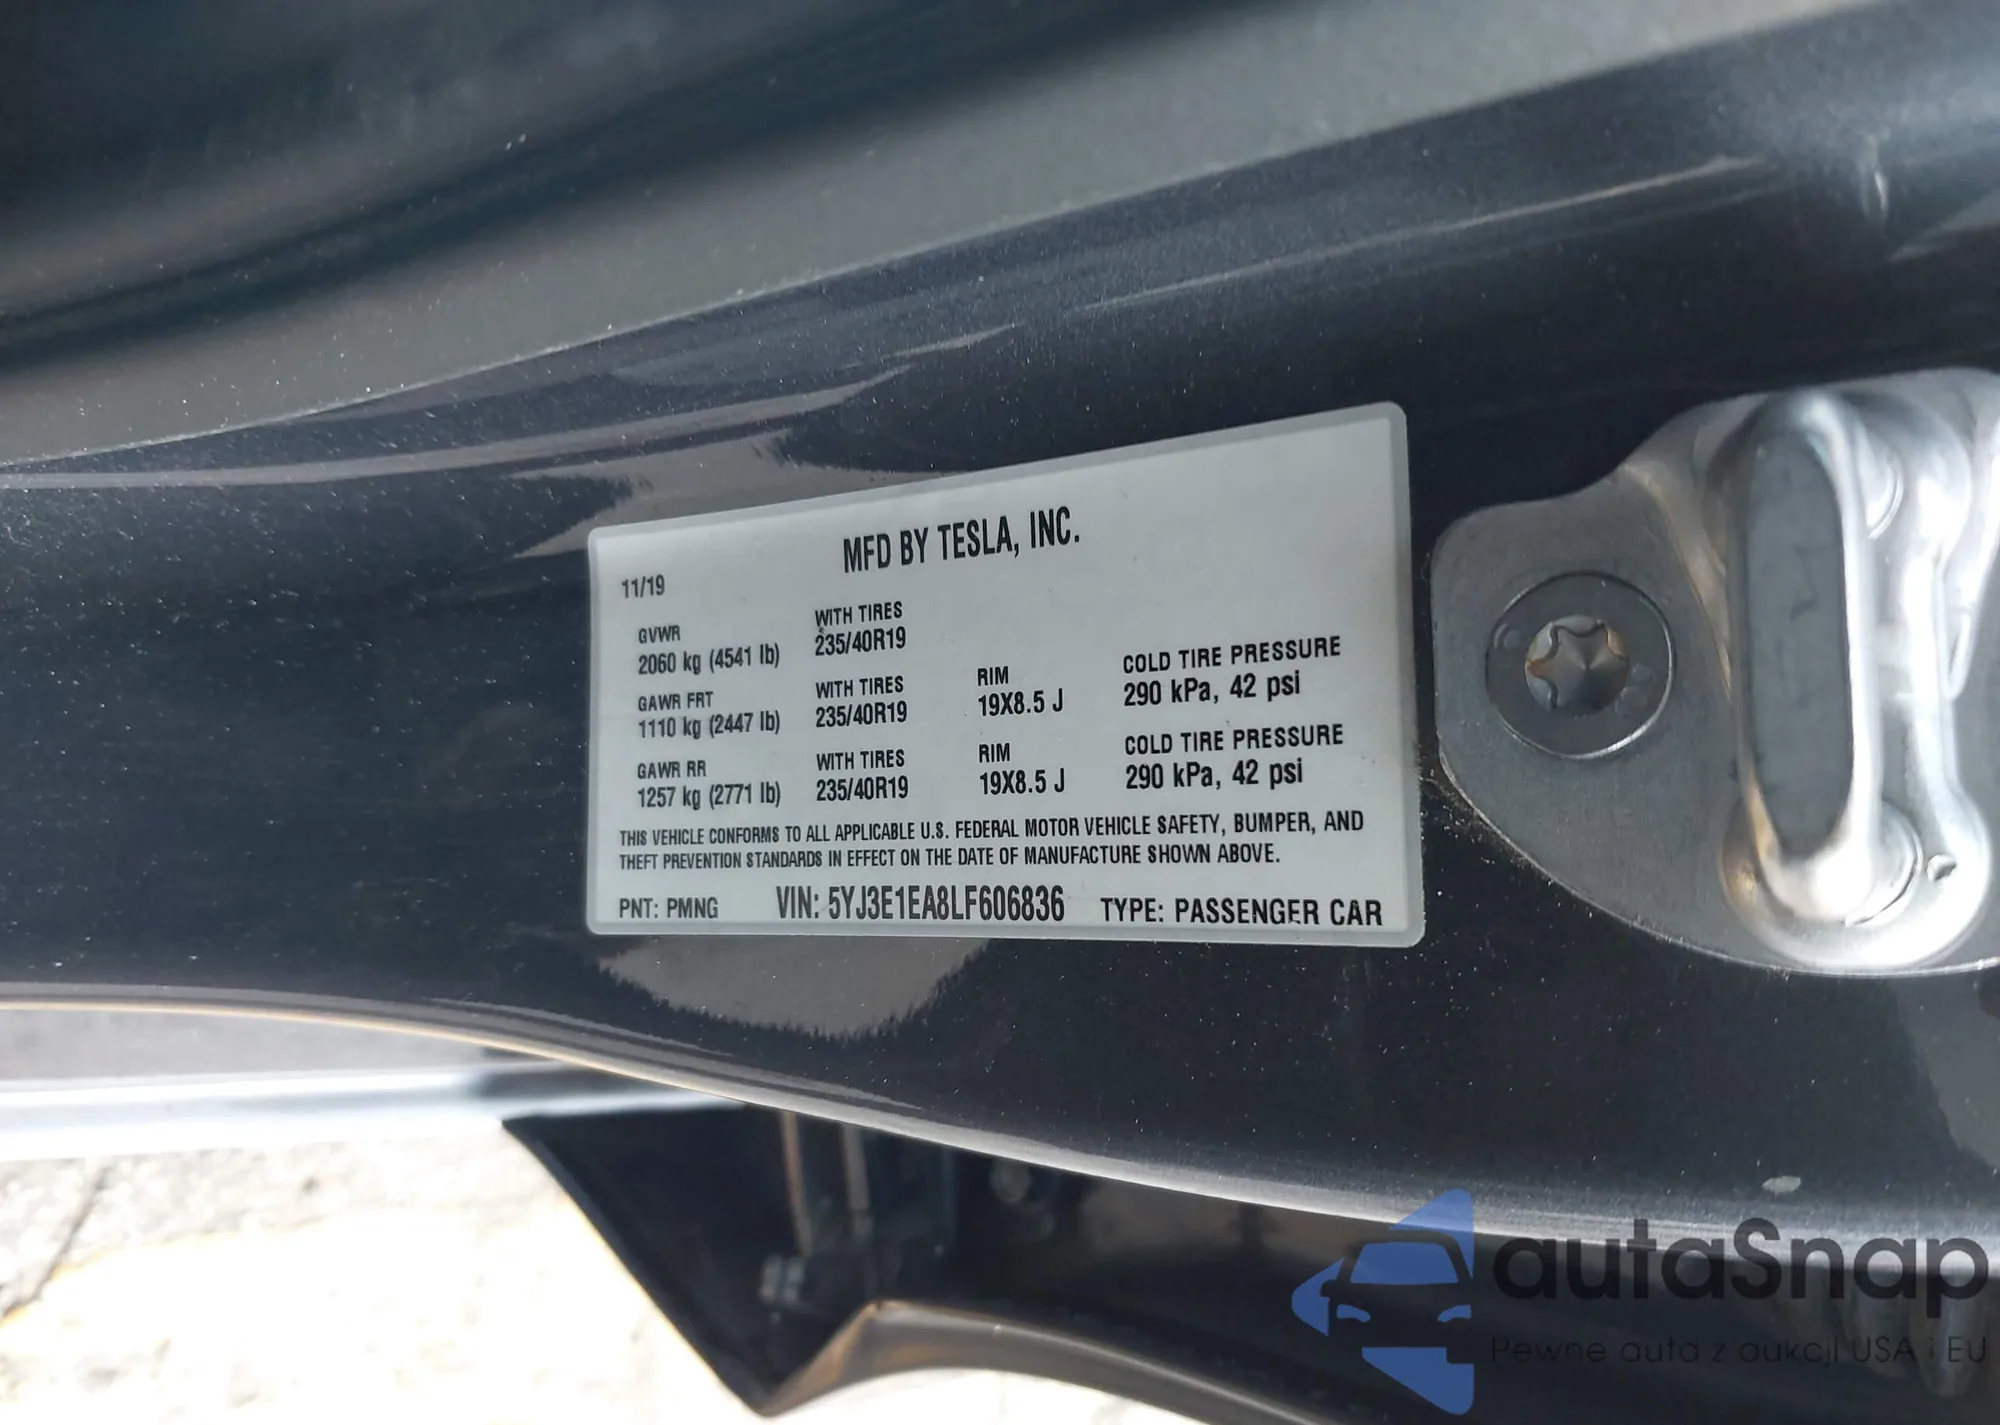 MFD BY TESLA, INC.
11/19
GVWR WITH TIRES
2060 kg (4541 lb) 235/40R19
GAWR FRT WITH TIRES RIM COLD TIRE PRESSURE
1110 kg (2447 lb) 235/40R19 19X8.5 J 290 kPa, 42 psi
GAWR RR WITH TIRES RIM COLD TIRE PRESSURE
1257 kg (2771 lb) 235/40R19 19X8.5 J 290 kPa, 42 psi
THIS VEHICLE CONFORMS TO ALL APPLICABLE U.S. FEDERAL MOTOR VEHICLE SAFETY, BUMPER, AND
THEFT PREVENTION STANDARDS IN EFFECT ON THE DATE OF MANUFACTURE SHOWN ABOVE.
PNT: PMNG VIN: 5YJ3E1EA8LF606836 TYPE: PASSENGER CAR
autaSnap
Pewne auta z aukcji USA i EU